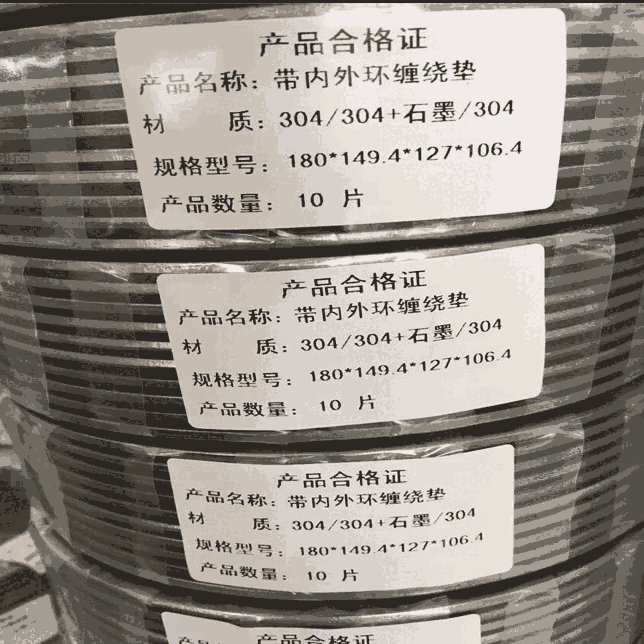 产品合格证
产品名称：带内外环缠绕垫
材 质：304/304+石墨/304
规格型号：180*149.4*127*106.4
产品数量：10 片
产品合格证
产品名称：带内外环缠绕垫
材 质：304/304+石墨/304
规格型号：180*149.4*127*106.4
产品数量：10 片
产品合格证
产品名称：带内外环缠绕垫
材 质：304/304+石墨/304
规格型号：180*149.4*127*106.4
产品数量：10 片
产品合格证